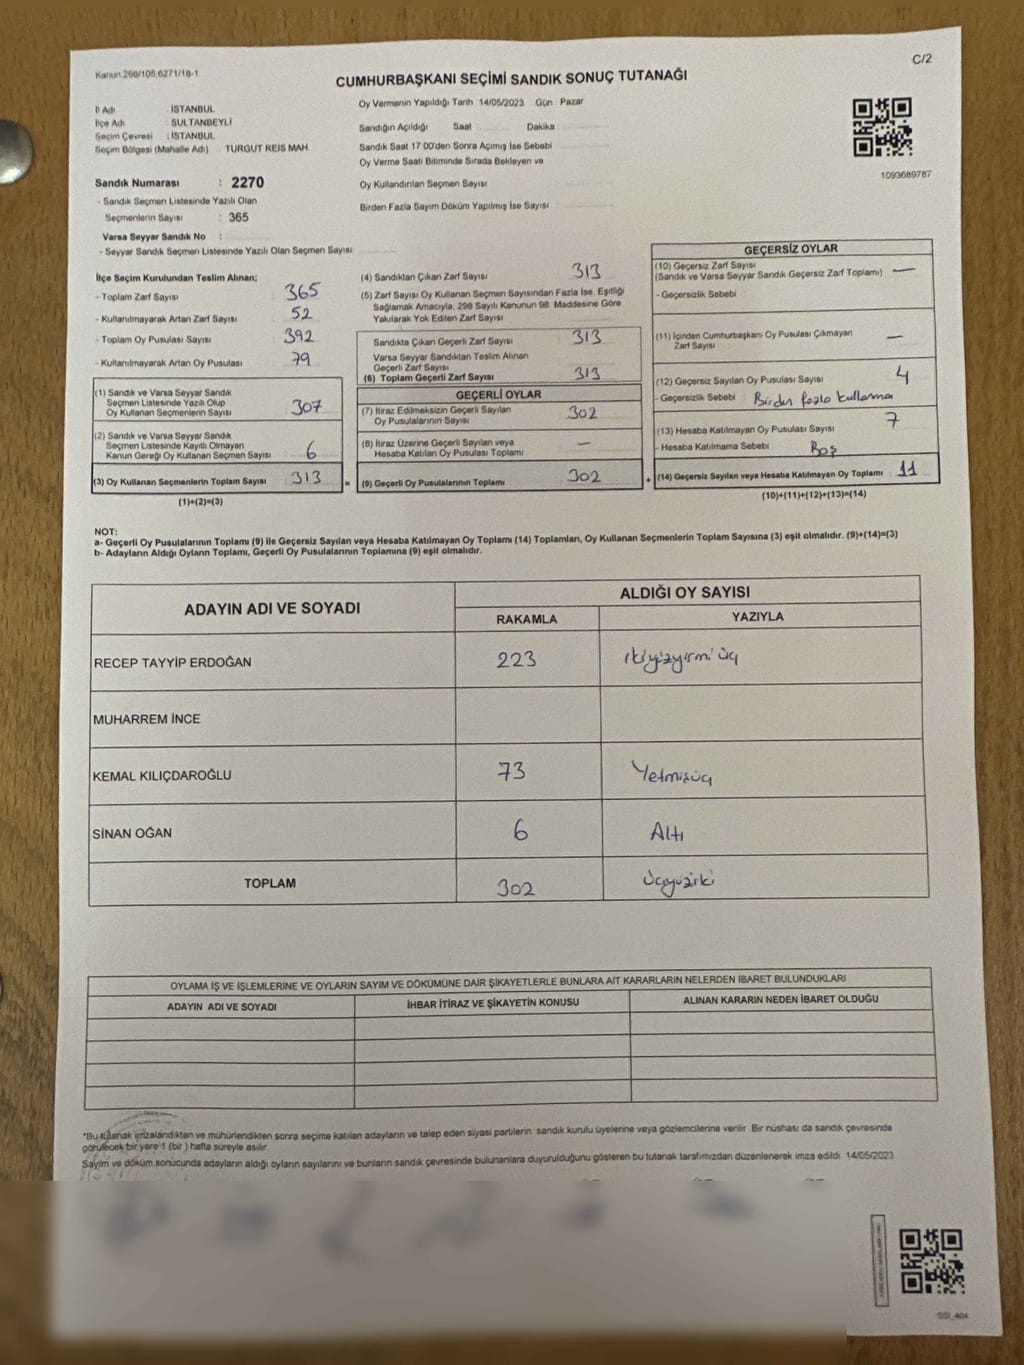 Kanun 298/105,6271/18-1
C/2
CUMHURBAŞKANI SEÇİMİ SANDIK SONUÇ TUTANAĞI
İl Adı İSTANBUL
İlçe Adı SULTANBEYLİ
Seçim Çevresi : İSTANBUL
Seçim Bölgesi (Mahalle Adı) TURGUT REIS MAH.
Sandık Numarası : 2270
- Sandık Seçmen Listesinde Yazılı Olan
Seçmenlerin Sayısı : 365
Varsa Seyyar Sandık No :
- Seyyar Sandık Seçmen Listesinde Yazılı Olan Seçmen Sayısı
Oy Vermenin Yapıldığı Tarih 14/05/2023 Gün : Pazar
Sandığın Açıldığı Saat Dakika
Sandık Saat 17.00'den Sonra Açımış İse Sebebi
Oy Verme Saati Bitiminde Sırada Bekleyen ve
Oy Kullandırılan Seçmen Sayısı
Birden Fazla Sayım Döküm Yapılmış İse Sayısı
1093689787
İlçe Seçim Kurulundan Teslim Alınan;
- Toplam Zarf Sayısı 365
- Kullanılmayarak Artan Zarf Sayısı 52
- Toplam Oy Pusulası Sayısı 392
- Kullanılmayarak Artan Oy Pusulası 79
(1) Sandık ve Varsa Seyyar Sandık
Seçmen Listesinde Yazılı Olup
Oy Kullanan Seçmenlerin Sayısı 307
(2) Sandık ve Varsa Seyyar Sandık
Seçmen Listesinde Kayıtlı Olmayan
Kanun Gereği Oy Kullanan Seçmen Sayısı 6
(3) Oy Kullanan Seçmenlerin Toplam Sayısı 313 =
(1)+(2)=(3)
(4) Sandıktan Çıkan Zarf Sayısı 313
(5) Zarf Sayısı Oy Kullanan Seçmen Sayısından Fazla İse, Eşitliği
Sağlamak Amacıyla, 298 Sayılı Kanunun 98. Maddesine Göre
Yakılarak Yok Edilen Zarf Sayısı
Sandıkta Çıkan Geçerli Zarf Sayısı 313
Varsa Seyyar Sandıktan Teslim Alınan
Geçerli Zarf Sayısı
(6) Toplam Geçerli Zarf Sayısı 313
GEÇERLİ OYLAR
(7) İtiraz Edilmeksizin Geçerli Sayılan
Oy Pusulasının Sayısı 302
(8) İtiraz Üzerine Geçerli Sayılan veya
Hesaba Katılan Oy Pusulası Toplamı —
(9) Geçerli Oy Pusulalarının Toplamı 302 +
GEÇERSİZ OYLAR
(10) Geçersiz Zarf Sayısı
(Sandık ve Varsa Seyyar Sandık Geçersiz Zarf Toplamı) —
- Geçersizlik Sebebi
(11) İçinden Cumhurbaşkanı Oy Pusulası Çıkmayan
Zarf Sayısı —
(12) Geçersiz Sayılan Oy Pusulası Sayısı 4
- Geçersizlik Sebebi Birden fazla kullanma
(13) Hesaba Katılmayan Oy Pusulası Sayısı 7
- Hesaba Katılmama Sebebi Boş
(14) Geçersiz Sayılan veya Hesaba Katılmayan Oy Toplamı 11
(10)+(11)+(12)+(13)=(14)
NOT:
a- Geçerli Oy Pusulalarının Toplamı (9) ile Geçersiz Sayılan veya Hesaba Katılmayan Oy Toplamı (14) Toplamları, Oy Kullanan Seçmenlerin Toplam Sayısına (3) eşit olmalıdır. (9)+(14)=(3)
b- Adayların Aldığı Oyların Toplamı, Geçerli Oy Pusulalarının Toplamına (9) eşit olmalıdır.
ADAYIN ADI VE SOYADI
ALDIĞI OY SAYISI
RAKAMLA YAZIYLA
RECEP TAYYİP ERDOĞAN 223 ikiyüzyirmi üç
MUHARREM İNCE
KEMAL KILIÇDAROĞLU 73 Yetmişüç
SİNAN OĞAN 6 Altı
TOPLAM 302 Üçyüziki
OYLAMA İŞ VE İŞLEMLERİNE VE OYLARIN SAYIM VE DÖKÜMÜNE DAİR ŞİKAYETLERLE BUNLARA AİT KARARLARIN NELERDEN İBARET BULUNDUKLARI
ADAYIN ADI VE SOYADI İHBAR İTİRAZ VE ŞİKAYETİN KONUSU ALINAN KARARIN NEDEN İBARET OLDUĞU
*Bu tutanak imzalandıktan ve mühürlendikten sonra seçime katılan adayların ve talep eden siyasi partilerin sandık kurulu üyelerine veya gözlemcilerine verilir. Bir nüshası da sandık çevresinde
görülecek bir yere 1 (bir) hafta süreyle asılır.
Sayım ve döküm sonucunda adayların aldığı oyların sayılarını ve bunların sandık çevresinde bulunanlara duyurulduğunu gösteren bu tutanak tarafımızdan düzenlenerek imza edildi. 14/05/2023